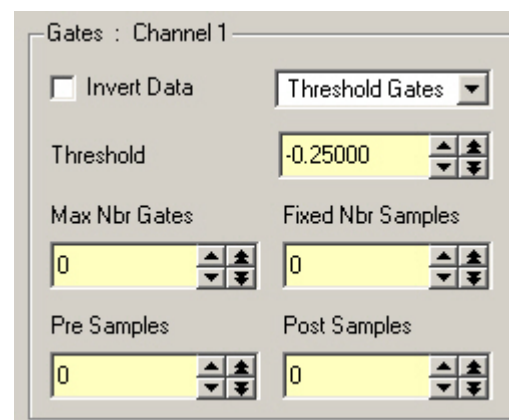 Gates : Channel 1
Invert Data Threshold Gates
Threshold -0.25000
Max Nbr Gates Fixed Nbr Samples
0 0
Pre Samples Post Samples
0 0